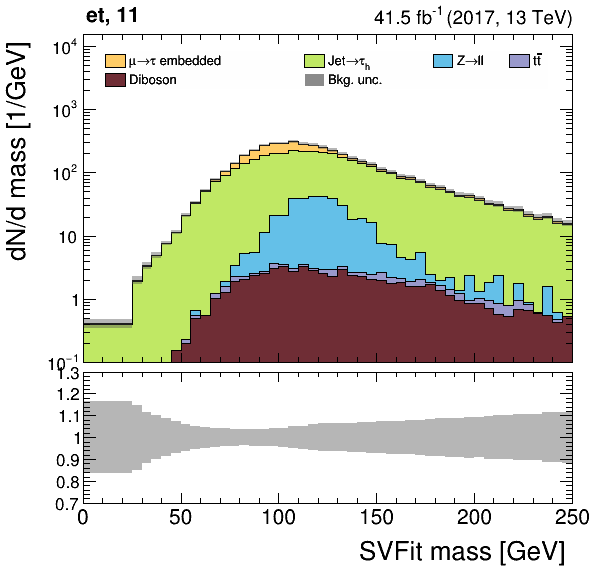 et, 11
41.5 fb⁻¹ (2017, 13 TeV)
dN/d mass [1/GeV]
μ→τ embedded
Jet→τₕ
Z→ll
tt̄
Diboson
Bkg. unc.
10⁴
10³
10²
10
1
10⁻¹
1.3
1.2
1.1
1
0.9
0.8
0.7
0 50 100 150 200 250
SVFit mass [GeV]